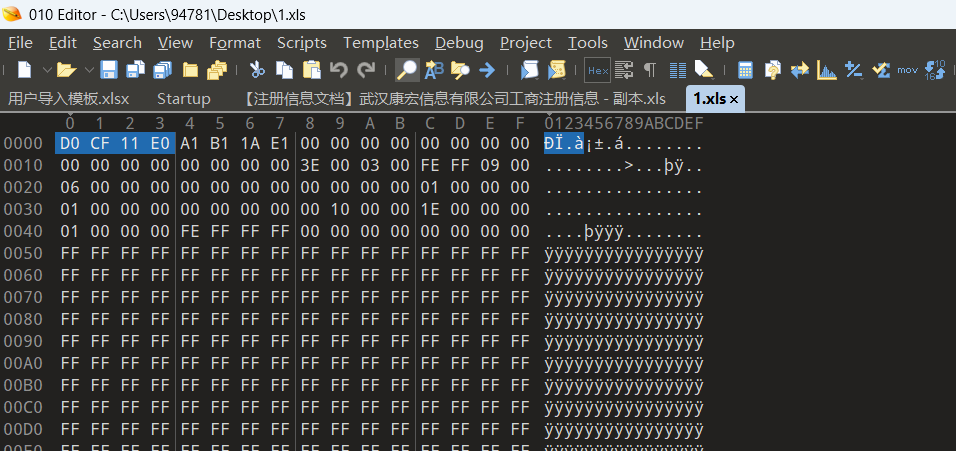 010 Editor - C:\Users\94781\Desktop\1.xls
File Edit Search View Format Scripts Templates Debug Project Tools Window Help
Hex mov
用户导入模板.xlsx Startup 【注册信息文档】武汉康宏信息有限公司工商注册信息 - 副本.xls 1.xls ×
0 1 2 3 4 5 6 7 8 9 A B C D E F 0123456789ABCDEF
0000 D0 CF 11 E0 A1 B1 1A E1 00 00 00 00 00 00 00 00 ÐÏ.à¡±.á........
0010 00 00 00 00 00 00 00 00 3E 00 03 00 FE FF 09 00 ........>...þÿ..
0020 06 00 00 00 00 00 00 00 00 00 00 00 01 00 00 00 ................
0030 01 00 00 00 00 00 00 00 00 10 00 00 1E 00 00 00 ................
0040 01 00 00 00 FE FF FF FF 00 00 00 00 00 00 00 00 ....þÿÿÿ........
0050 FF FF FF FF FF FF FF FF FF FF FF FF FF FF FF FF ÿÿÿÿÿÿÿÿÿÿÿÿÿÿÿÿ
0060 FF FF FF FF FF FF FF FF FF FF FF FF FF FF FF FF ÿÿÿÿÿÿÿÿÿÿÿÿÿÿÿÿ
0070 FF FF FF FF FF FF FF FF FF FF FF FF FF FF FF FF ÿÿÿÿÿÿÿÿÿÿÿÿÿÿÿÿ
0080 FF FF FF FF FF FF FF FF FF FF FF FF FF FF FF FF ÿÿÿÿÿÿÿÿÿÿÿÿÿÿÿÿ
0090 FF FF FF FF FF FF FF FF FF FF FF FF FF FF FF FF ÿÿÿÿÿÿÿÿÿÿÿÿÿÿÿÿ
00A0 FF FF FF FF FF FF FF FF FF FF FF FF FF FF FF FF ÿÿÿÿÿÿÿÿÿÿÿÿÿÿÿÿ
00B0 FF FF FF FF FF FF FF FF FF FF FF FF FF FF FF FF ÿÿÿÿÿÿÿÿÿÿÿÿÿÿÿÿ
00C0 FF FF FF FF FF FF FF FF FF FF FF FF FF FF FF FF ÿÿÿÿÿÿÿÿÿÿÿÿÿÿÿÿ
00D0 FF FF FF FF FF FF FF FF FF FF FF FF FF FF FF FF ÿÿÿÿÿÿÿÿÿÿÿÿÿÿÿÿ